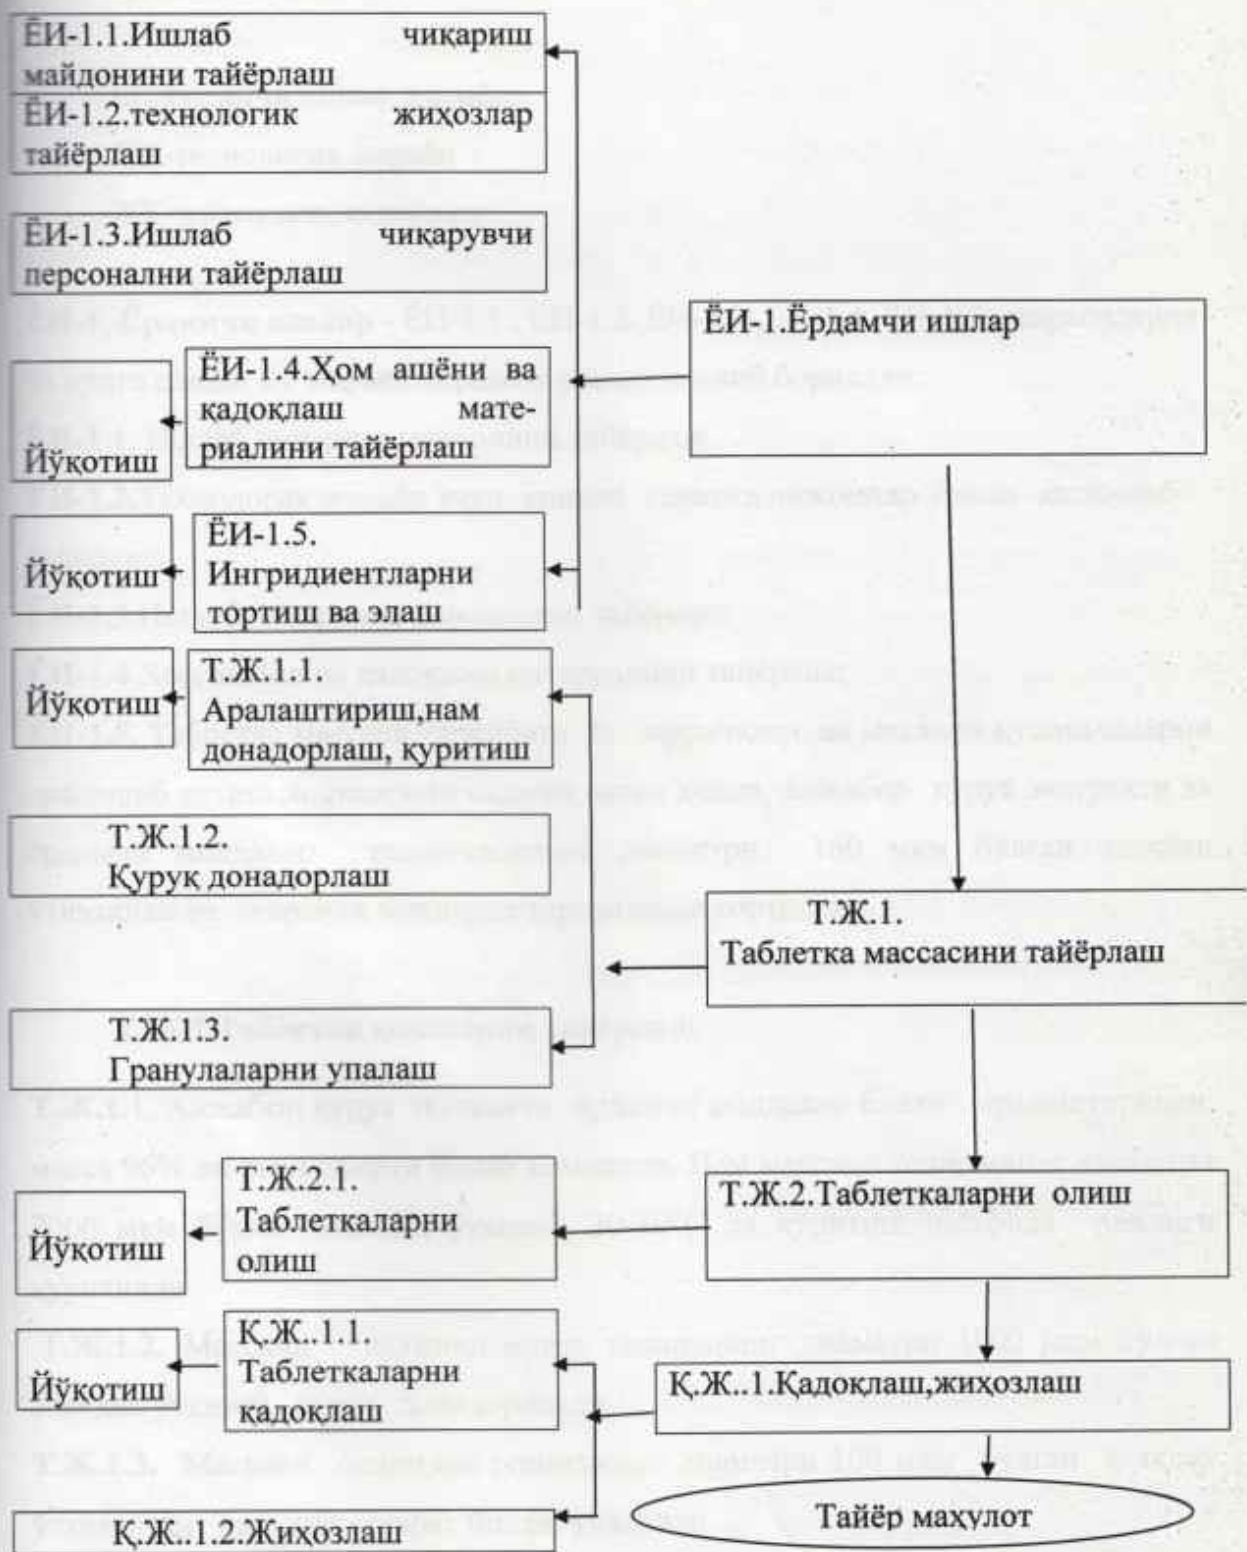 ЁИ-1.1.Ишлаб чиқариш
майдонини тайёрлаш
ЁИ-1.2.технологик жиҳозлар
тайёрлаш
ЁИ-1.3.Ишлаб чиқарувчи
персонални тайёрлаш
ЁИ-1.Ёрдамчи ишлар
Йўқотиш
ЁИ-1.4.Ҳом ашёни ва
қадоқлаш мате-
риалини тайёрлаш
Йўқотиш
ЁИ-1.5.
Ингридиентларни
тортиш ва элаш
Йўқотиш
Т.Ж.1.1.
Аралаштириш,нам
донадорлаш, қуритиш
Т.Ж.1.2.
Қуруқ донадорлаш
Т.Ж.1.
Таблетка массасини тайёрлаш
Т.Ж.1.3.
Гранулаларни упалаш
Йўқотиш
Т.Ж.2.1.
Таблеткаларни
олиш
Т.Ж.2.Таблеткаларни олиш
Йўқотиш
Қ.Ж..1.1.
Таблеткаларни
қадоқлаш
Қ.Ж..1.Қадоқлаш,жиҳозлаш
Қ.Ж..1.2.Жиҳозлаш
Тайёр маҳулот